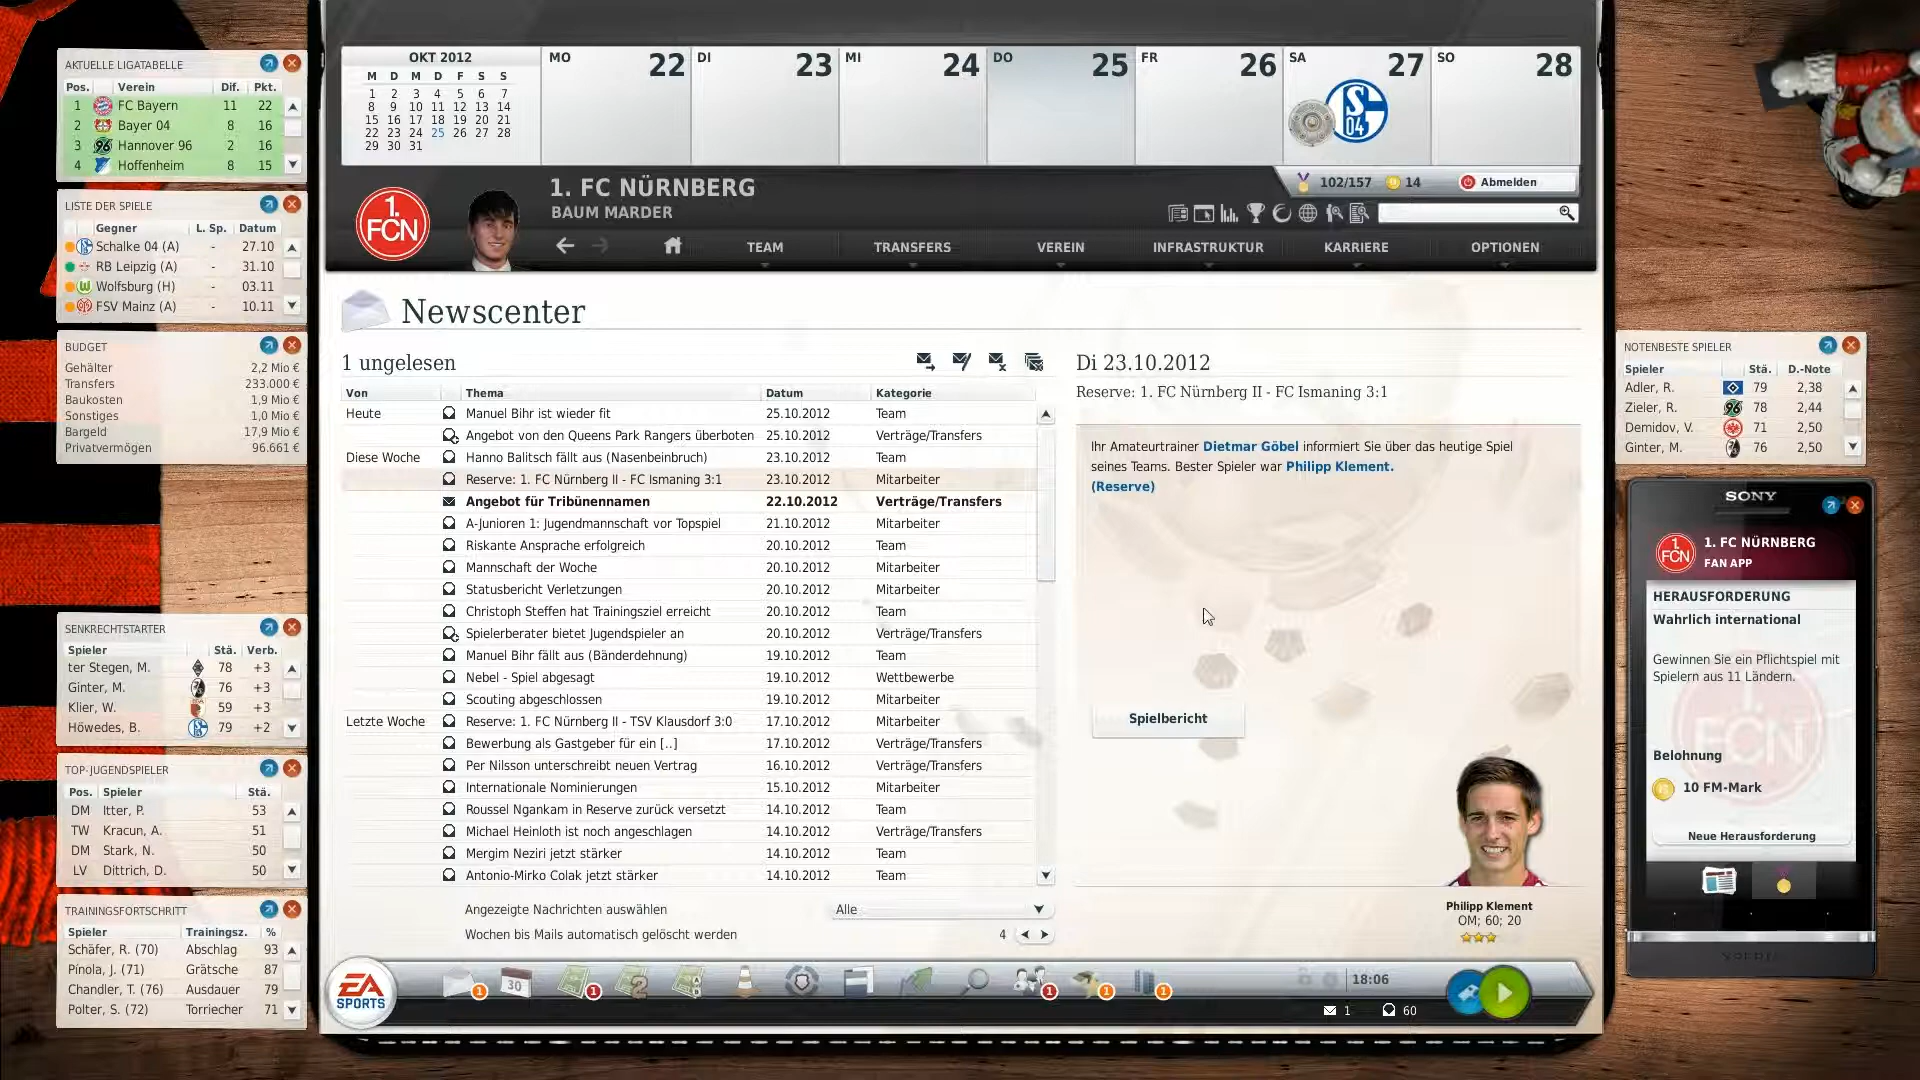 AKTUELLE LIGATABELLE
Pos. Verein Dif. Pkt.
1 FC Bayern 11 22
2 Bayer 04 8 16
3 Hannover 96 2 16
4 Hoffenheim 8 15
LISTE DER SPIELE
Gegner L. Sp. Datum
Schalke 04 (A) - 27.10
RB Leipzig (A) - 31.10
Wolfsburg (H) - 03.11
FSV Mainz (A) - 10.11
BUDGET
Gehälter 2,2 Mio €
Transfers 233.000 €
Baukosten 1,9 Mio €
Sonstiges 1,0 Mio €
Bargeld 17,9 Mio €
Privatvermögen 96.661 €
SENKRECHTSTARTER
Spieler Stä. Verb.
ter Stegen, M. 78 +3
Ginter, M. 76 +3
Klier, W. 59 +3
Höwedes, B. 79 +2
TOP-JUGENDSPIELER
Pos. Spieler Stä.
DM Itter, P. 53
TW Kracun, A. 51
DM Stark, N. 50
LV Dittrich, D. 50
TRAININGSFORTSCHRITT
Spieler Trainingsz. %
Schäfer, R. (70) Abschlag 93
Pinola, J. (71) Grätsche 87
Chandler, T. (76) Ausdauer 79
Polter, S. (72) Torriecher 71
OKT 2012
M D M D F S S
1 2 3 4 5 6 7
8 9 10 11 12 13 14
15 16 17 18 19 20 21
22 23 24 25 26 27 28
29 30 31
MO 22 DI 23 MI 24 DO 25 FR 26 SA 27 SO 28
S 04
1. FCN
1. FC NÜRNBERG
BAUM MARDER
102/157 14 Abmelden
TEAM TRANSFERS VEREIN INFRASTRUKTUR KARRIERE OPTIONEN
Newscenter
1 ungelesen
Von Thema Datum Kategorie
Heute Manuel Bihr ist wieder fit 25.10.2012 Team
Angebot von den Queens Park Rangers überboten 25.10.2012 Verträge/Transfers
Diese Woche Hanno Balitsch fällt aus (Nasenbeinbruch) 23.10.2012 Team
Reserve: 1. FC Nürnberg II - FC Ismaning 3:1 23.10.2012 Mitarbeiter
Angebot für Tribünennamen 22.10.2012 Verträge/Transfers
A-Junioren 1: Jugendmannschaft vor Topspiel 21.10.2012 Mitarbeiter
Riskante Ansprache erfolgreich 20.10.2012 Team
Mannschaft der Woche 20.10.2012 Mitarbeiter
Statusbericht Verletzungen 20.10.2012 Mitarbeiter
Christoph Steffen hat Trainingsziel erreicht 20.10.2012 Team
Spielerberater bietet Jugendspieler an 20.10.2012 Verträge/Transfers
Manuel Bihr fällt aus (Bänderdehnung) 19.10.2012 Team
Nebel - Spiel abgesagt 19.10.2012 Wettbewerbe
Scouting abgeschlossen 19.10.2012 Mitarbeiter
Letzte Woche Reserve: 1. FC Nürnberg II - TSV Klausdorf 3:0 17.10.2012 Mitarbeiter
Bewerbung als Gastgeber für ein [..] 17.10.2012 Verträge/Transfers
Per Nilsson unterschreibt neuen Vertrag 16.10.2012 Verträge/Transfers
Internationale Nominierungen 15.10.2012 Mitarbeiter
Roussel Ngankam in Reserve zurück versetzt 14.10.2012 Team
Michael Heinloth ist noch angeschlagen 14.10.2012 Verträge/Transfers
Mergim Neziri jetzt stärker 14.10.2012 Team
Antonio-Mirko Colak jetzt stärker 14.10.2012 Team
Angezeigte Nachrichten auswählen Alle
Wochen bis Mails automatisch gelöscht werden 4
Di 23.10.2012
Reserve: 1. FC Nürnberg II - FC Ismaning 3:1
Ihr Amateurtrainer Dietmar Göbel informiert Sie über das heutige Spiel
seines Teams. Bester Spieler war Philipp Klement.
(Reserve)
Spielbericht
Philipp Klement
OM; 60; 20
EA SPORTS
1 30 1 2 1 1 1
18:06
1 60
NOTENBESTE SPIELER
Spieler Stä. D.-Note
Adler, R. 79 2,38
Zieler, R. 78 2,44
Demidov, V. 71 2,50
Ginter, M. 76 2,50
SONY
1. FCN
1. FC NÜRNBERG
FAN APP
HERAUSFORDERUNG
Wahrlich international
Gewinnen Sie ein Pflichtspiel mit
Spielern aus 11 Ländern.
Belohnung
10 FM-Mark
Neue Herausforderung
XPERIA